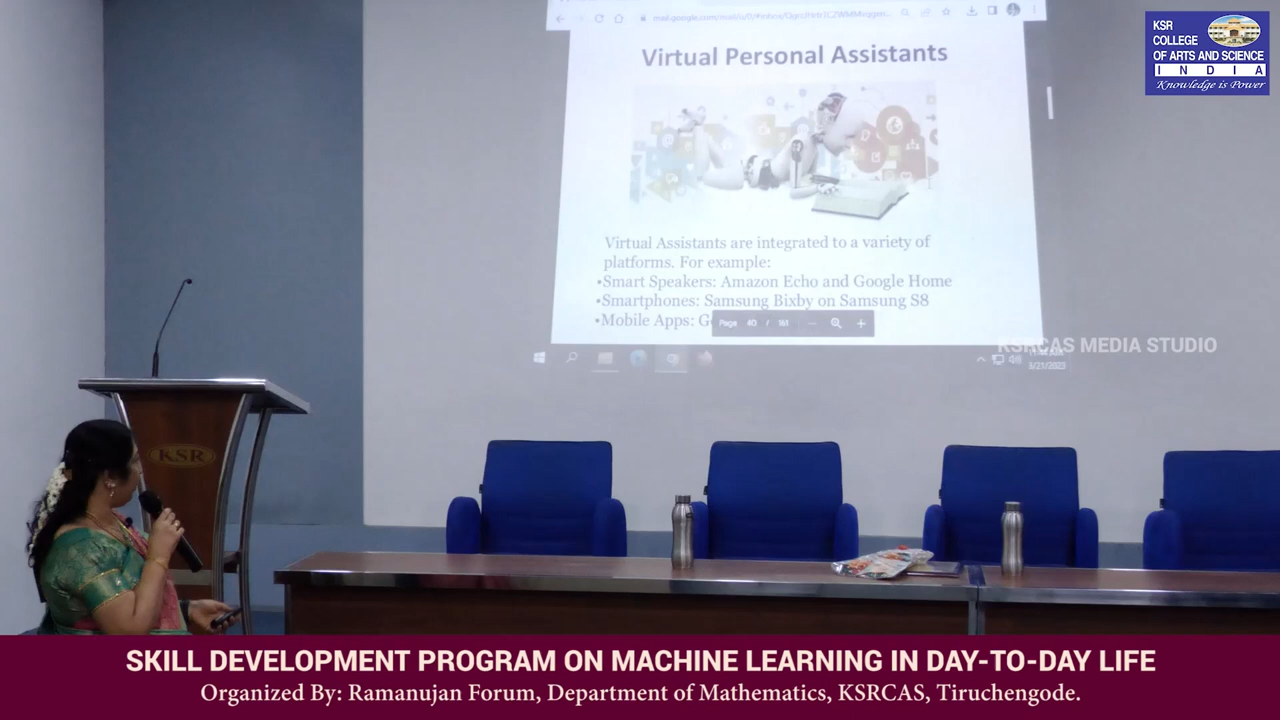 KSR
COLLEGE
OF ARTS AND SCIENCE
INDIA
Knowledge is Power
Virtual Personal Assistants
Virtual Assistants are integrated to a variety of
platforms. For example:
•Smart Speakers: Amazon Echo and Google Home
•Smartphones: Samsung Bixby on Samsung S8
•Mobile Apps: G
Page 40 / 161
KSRCAS MEDIA STUDIO
3/21/2023
KSR
SKILL DEVELOPMENT PROGRAM ON MACHINE LEARNING IN DAY-TO-DAY LIFE
Organized By: Ramanujan Forum, Department of Mathematics, KSRCAS, Tiruchengode.